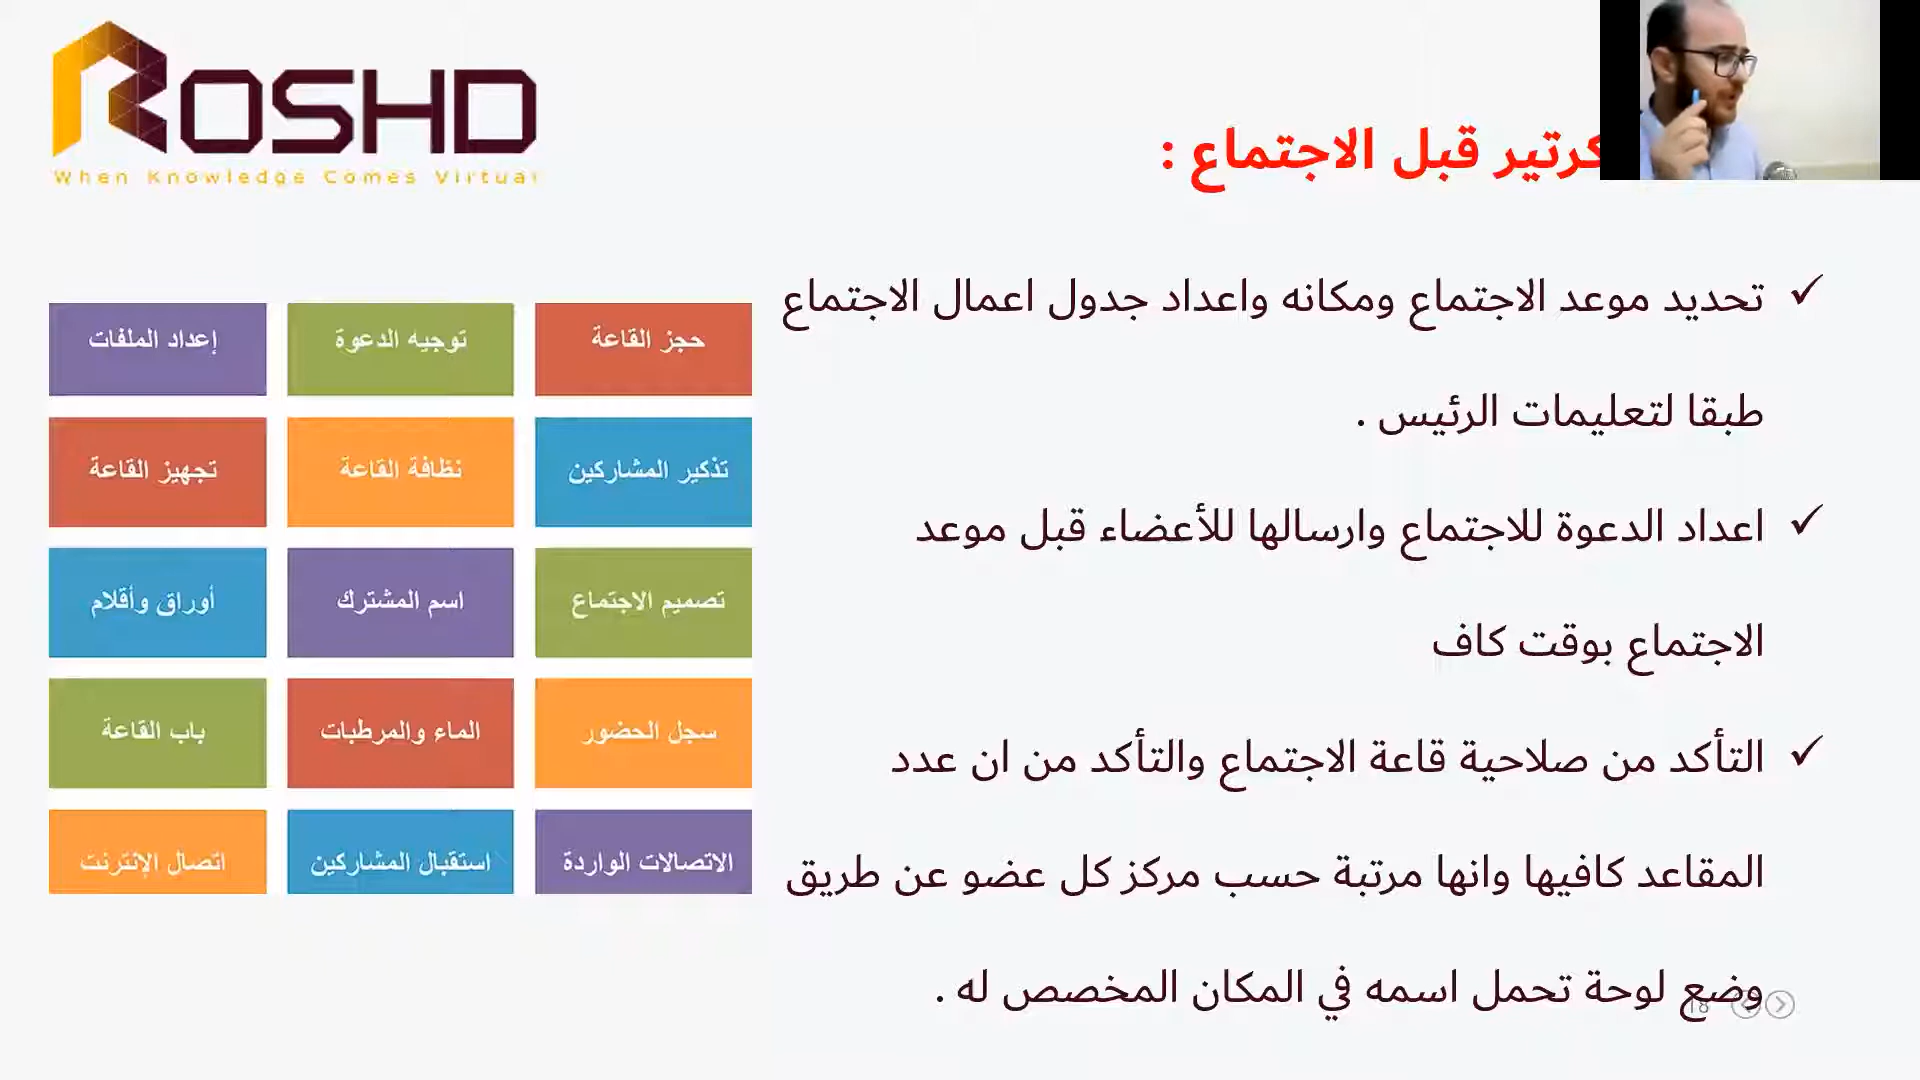 ROSHD
When Knowledge Comes Virtual
كرتير قبل الاجتماع :
تحديد موعد الاجتماع ومكانه واعداد جدول اعمال الاجتماع
طبقا لتعليمات الرئيس .
اعداد الدعوة للاجتماع وارسالها للأعضاء قبل موعد
الاجتماع بوقت كاف
التأكد من صلاحية قاعة الاجتماع والتأكد من ان عدد
المقاعد كافيها وانها مرتبة حسب مركز كل عضو عن طريق
وضع لوحة تحمل اسمه في المكان المخصص له .
حجز القاعة
توجيه الدعوة
إعداد الملفات
تذكير المشاركين
نظافة القاعة
تجهيز القاعة
تصميم الاجتماع
اسم المشترك
أوراق وأقلام
سجل الحضور
الماء والمرطبات
باب القاعة
الاتصالات الواردة
استقبال المشاركين
اتصال الإنترنت
18